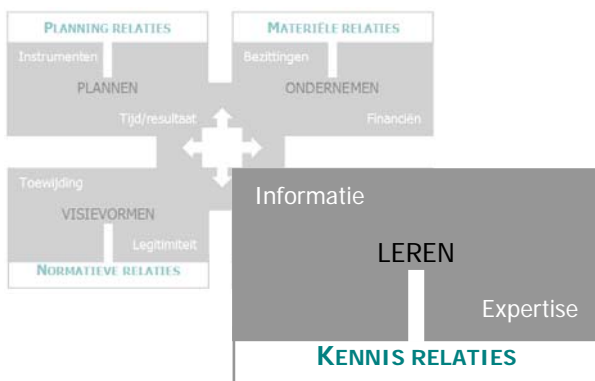 PLANNING RELATIES
Instrumenten
PLANNEN
Tijd/resultaat
MATERIËLE RELATIES
Bezittingen
ONDERNEMEN
Financiën
Toewijding
VISIEVORMEN
Legitimiteit
NORMATIEVE RELATIES
Informatie
LEREN
Expertise
KENNIS RELATIES